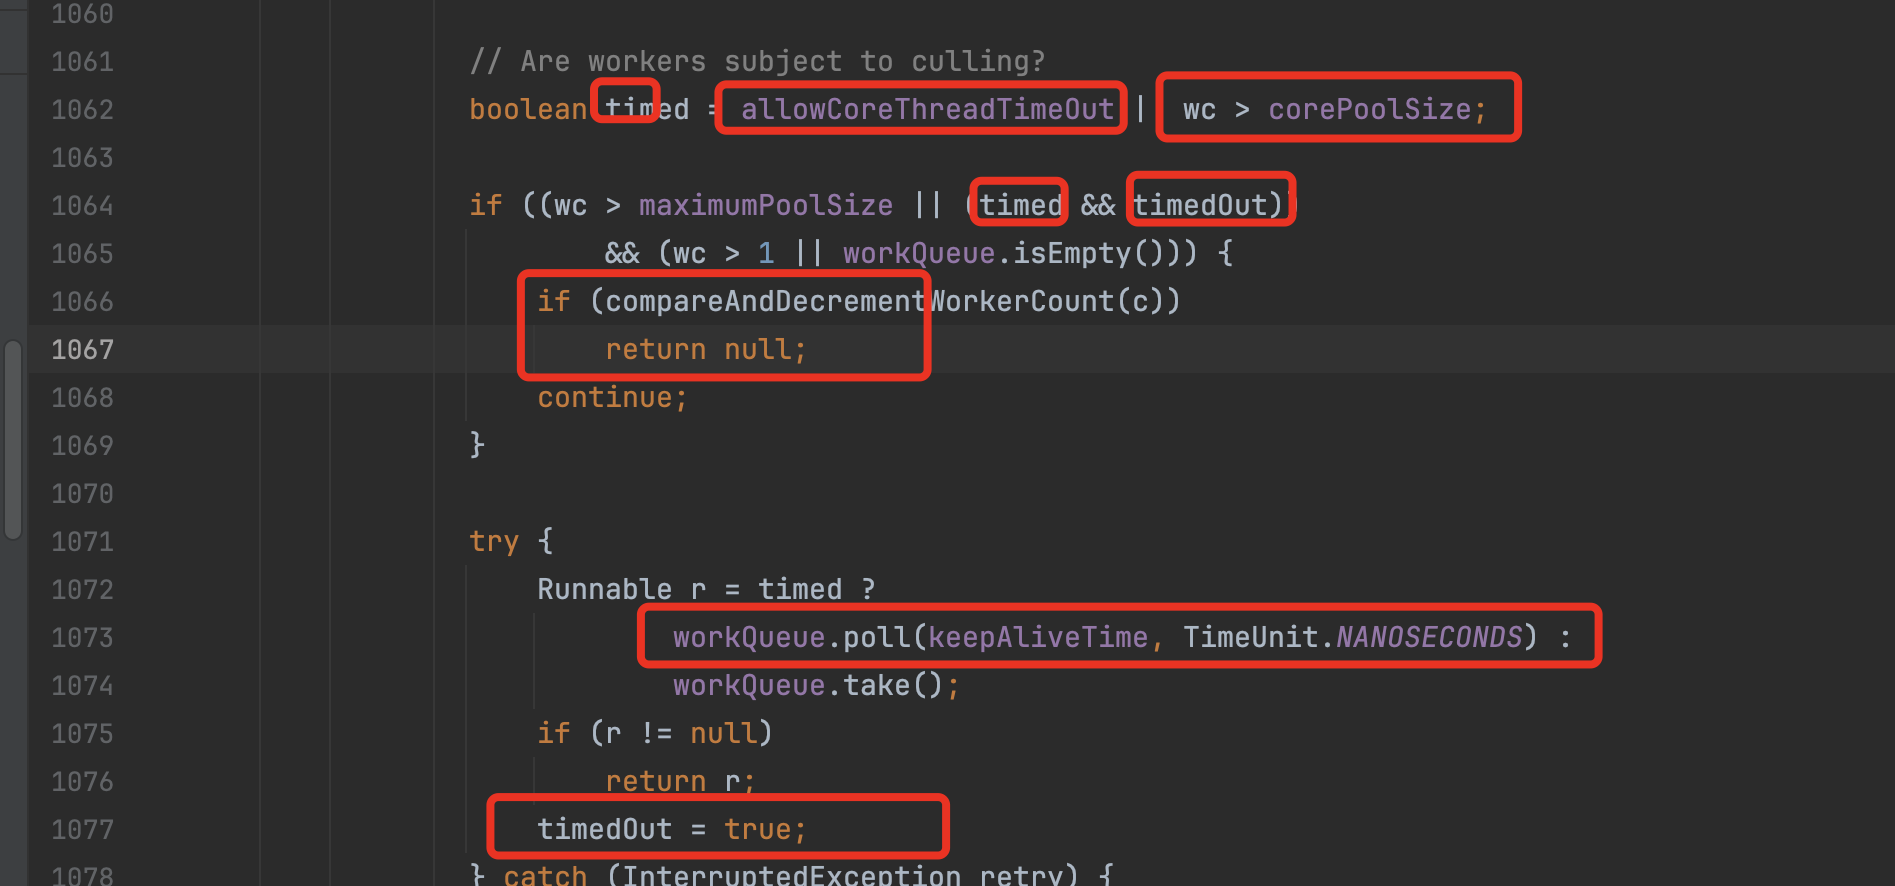 1060
1061 // Are workers subject to culling?
1062 boolean timed = allowCoreThreadTimeOut | wc > corePoolSize;
1063
1064 if ((wc > maximumPoolSize || (timed && timedOut))
1065 && (wc > 1 || workQueue.isEmpty())) {
1066 if (compareAndDecrementWorkerCount(c))
1067 return null;
1068 continue;
1069 }
1070
1071 try {
1072 Runnable r = timed ?
1073 workQueue.poll(keepAliveTime, TimeUnit.NANOSECONDS) :
1074 workQueue.take();
1075 if (r != null)
1076 return r;
1077 timedOut = true;
1078 } catch (InterruptedException retry) {